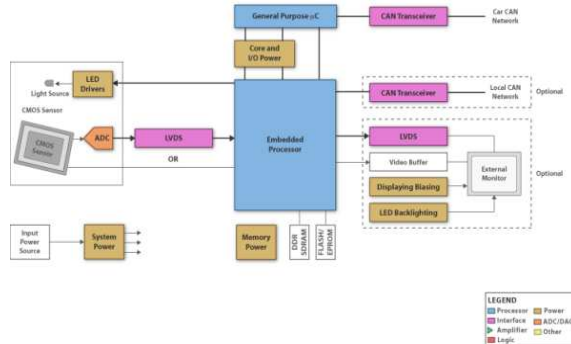 General Purpose µC
CAN Transceiver
Car CAN
Network
Core and
I/O Power
LED
Drivers
Light Source
CMOS Sensor
CMOS
Sensor
ADC
LVDS
OR
Embedded
Processor
CAN Transceiver
Local CAN
Network
Optional
LVDS
Video Buffer
External
Monitor
Displaying Biasing
LED Backlighting
Optional
Input
Power
Source
System
Power
Memory
Power
DDR
SDRAM
FLASH/
EPROM
LEGEND
Processor
Power
Interface
ADC/DAC
Amplifier
Other
Logic